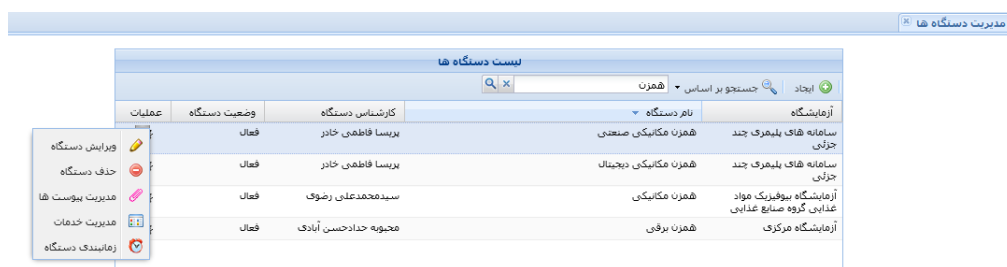 مدیریت دستگاه ها
لیست دستگاه ها
ایجاد جستجو بر اساس همزن
آزمایشگاه نام دستگاه کارشناس دستگاه وضعیت دستگاه عملیات
سامانه های پلیمری چند جزئی همزن مکانیکی صنعتی پریسا فاطمی خادر فعال
سامانه های پلیمری چند جزئی همزن مکانیکی دیجیتال پریسا فاطمی خادر فعال
آزمایشگاه بیوفیزیک مواد غذایی گروه صنایع غذایی همزن مکانیکی سیدمحمدعلی رضوی فعال
آزمایشگاه مرکزی همزن برقی محبوبه حدادحسن آبادی فعال
ویرایش دستگاه
حذف دستگاه
مدیریت پیوست ها
مدیریت خدمات
زمانبندی دستگاه